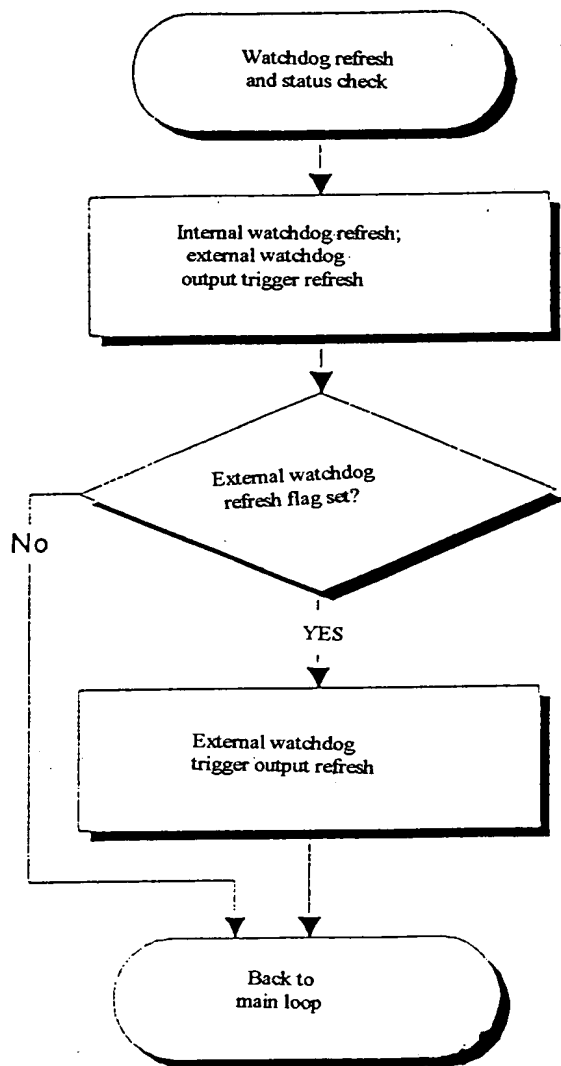 Watchdog refresh
and status check
Internal watchdog refresh;
external watchdog
output trigger refresh
External watchdog
refresh flag set?
No
YES
External watchdog
trigger output refresh
Back to
main loop